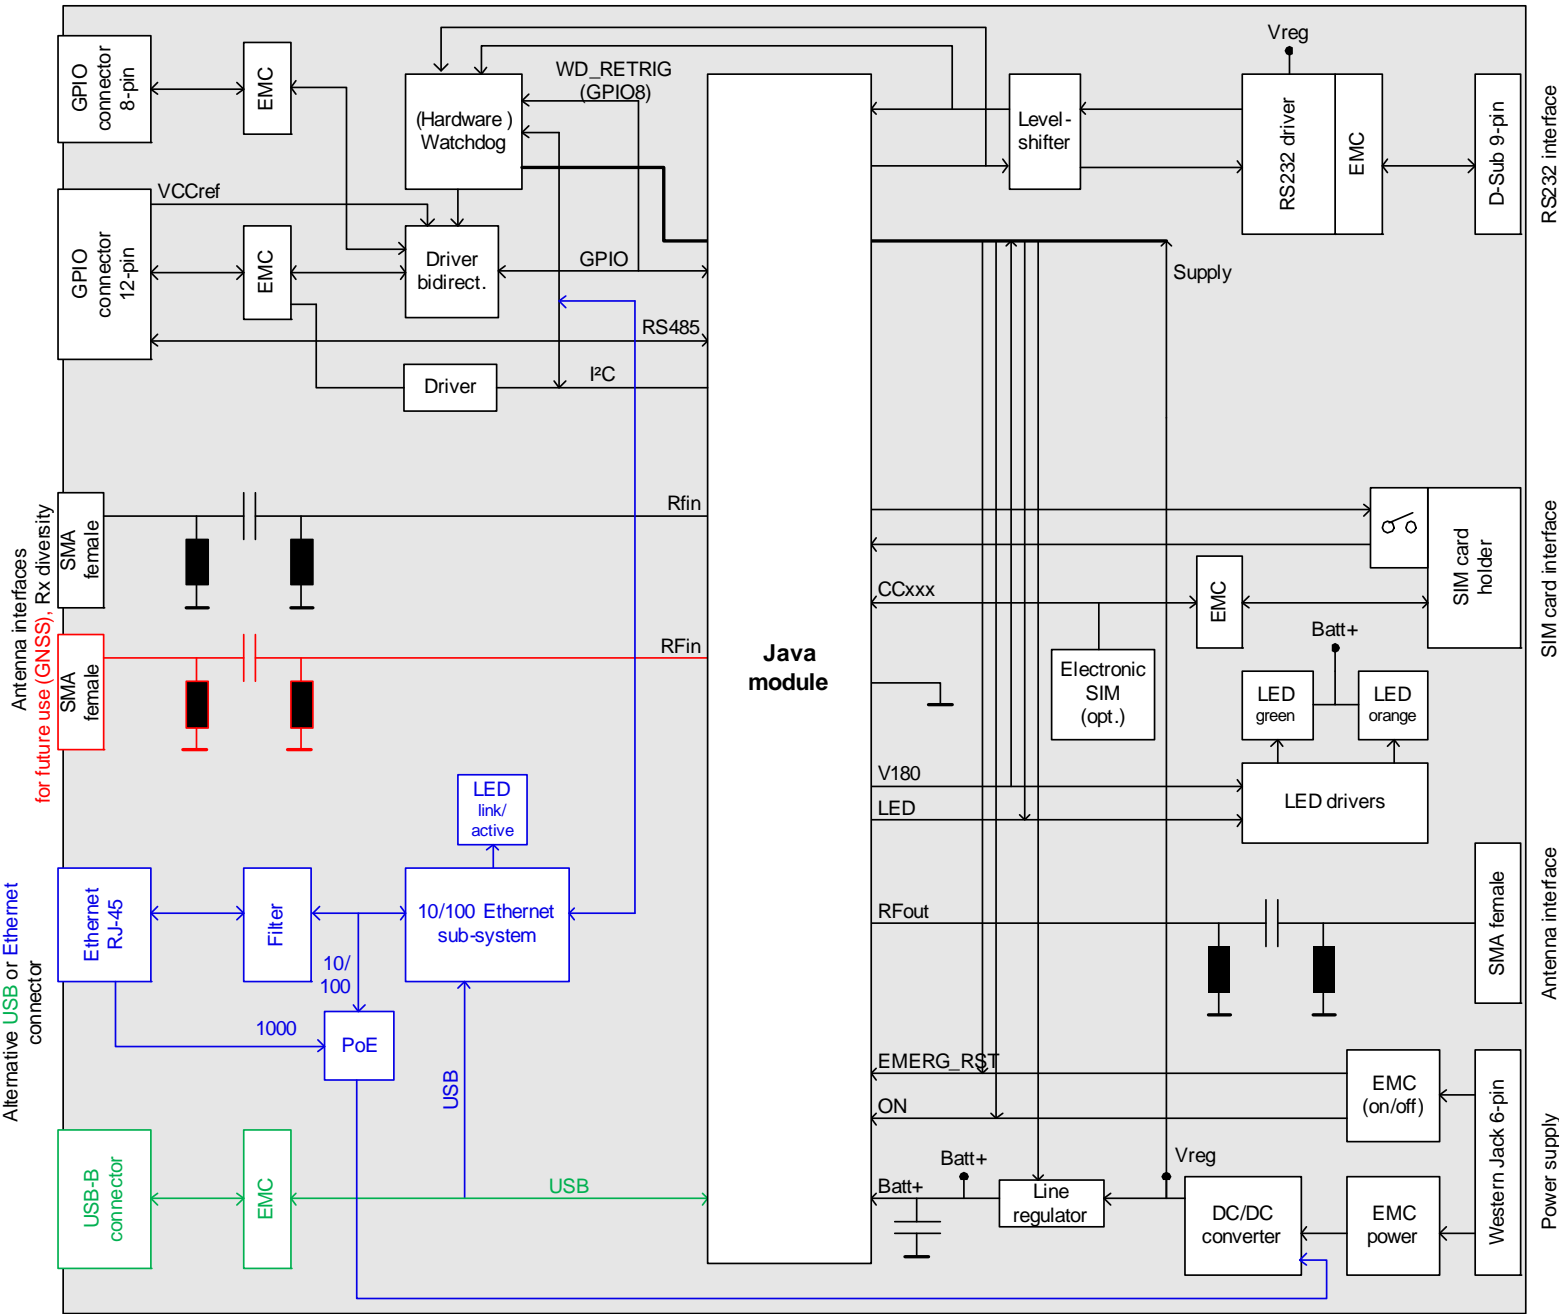 GPIO
connector
8-pin
EMC
(Hardware )
Watchdog
WD_RETRIG
(GPIO8)
Level-
shifter
Vreg
RS232 driver
EMC
D-Sub 9-pin
RS232 interface
VCCref
GPIO
connector
12-pin
EMC
Driver
bidirect.
GPIO
Supply
RS485
Driver
I²C
Antenna interfaces
for future use (GNSS), Rx diversity
SMA
female
Rfin
SMA
female
RFin
Java
module
CCxxx
EMC
SIM card
holder
SIM card interface
Electronic
SIM
(opt.)
Batt+
LED
green
LED
orange
V180
LED
LED drivers
LED
link/
active
Alternative USB or Ethernet
connector
Ethernet
RJ-45
Filter
10/100 Ethernet
sub-system
10/
100
1000
PoE
USB
RFout
SMA female
Antenna interface
EMERG_RST
ON
EMC
(on/off)
Western Jack 6-pin
Power supply
USB-B
connector
EMC
USB
Batt+
Batt+
Line
regulator
Vreg
DC/DC
converter
EMC
power